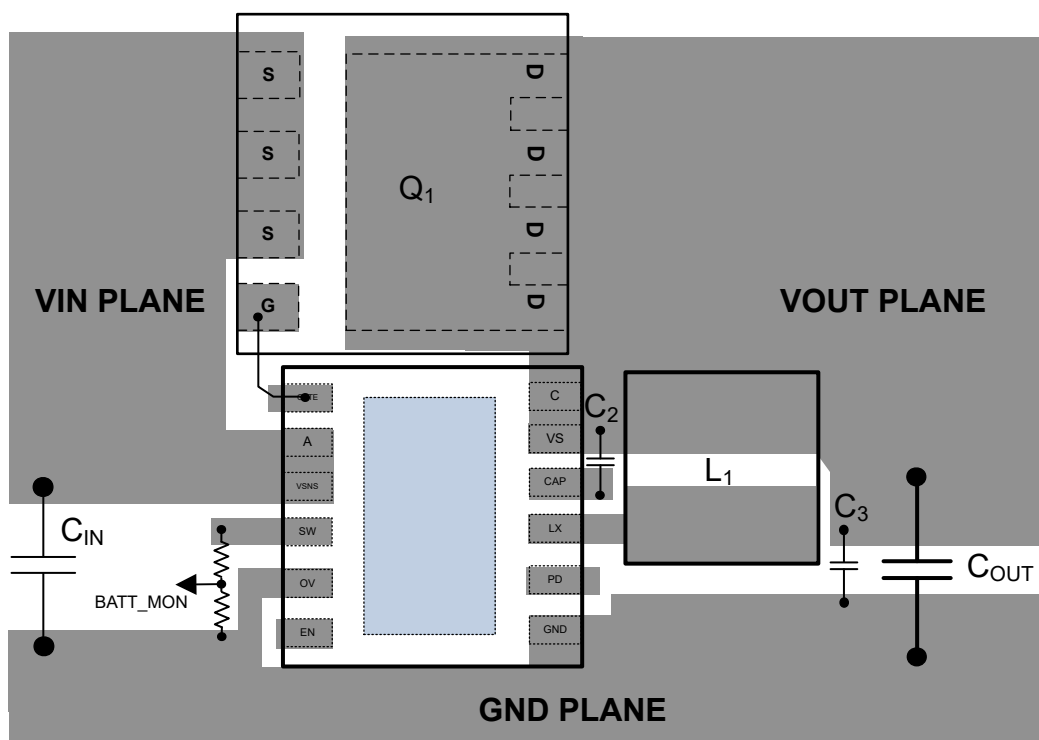 S
D
S
D
Q1
S
D
VIN PLANE
G
D
VOUT PLANE
C
C2
A
VS
VSNS
CAP
L1
CIN
SW
LX
C3
OV
PD
COUT
BATT_MON
EN
GND
GND PLANE